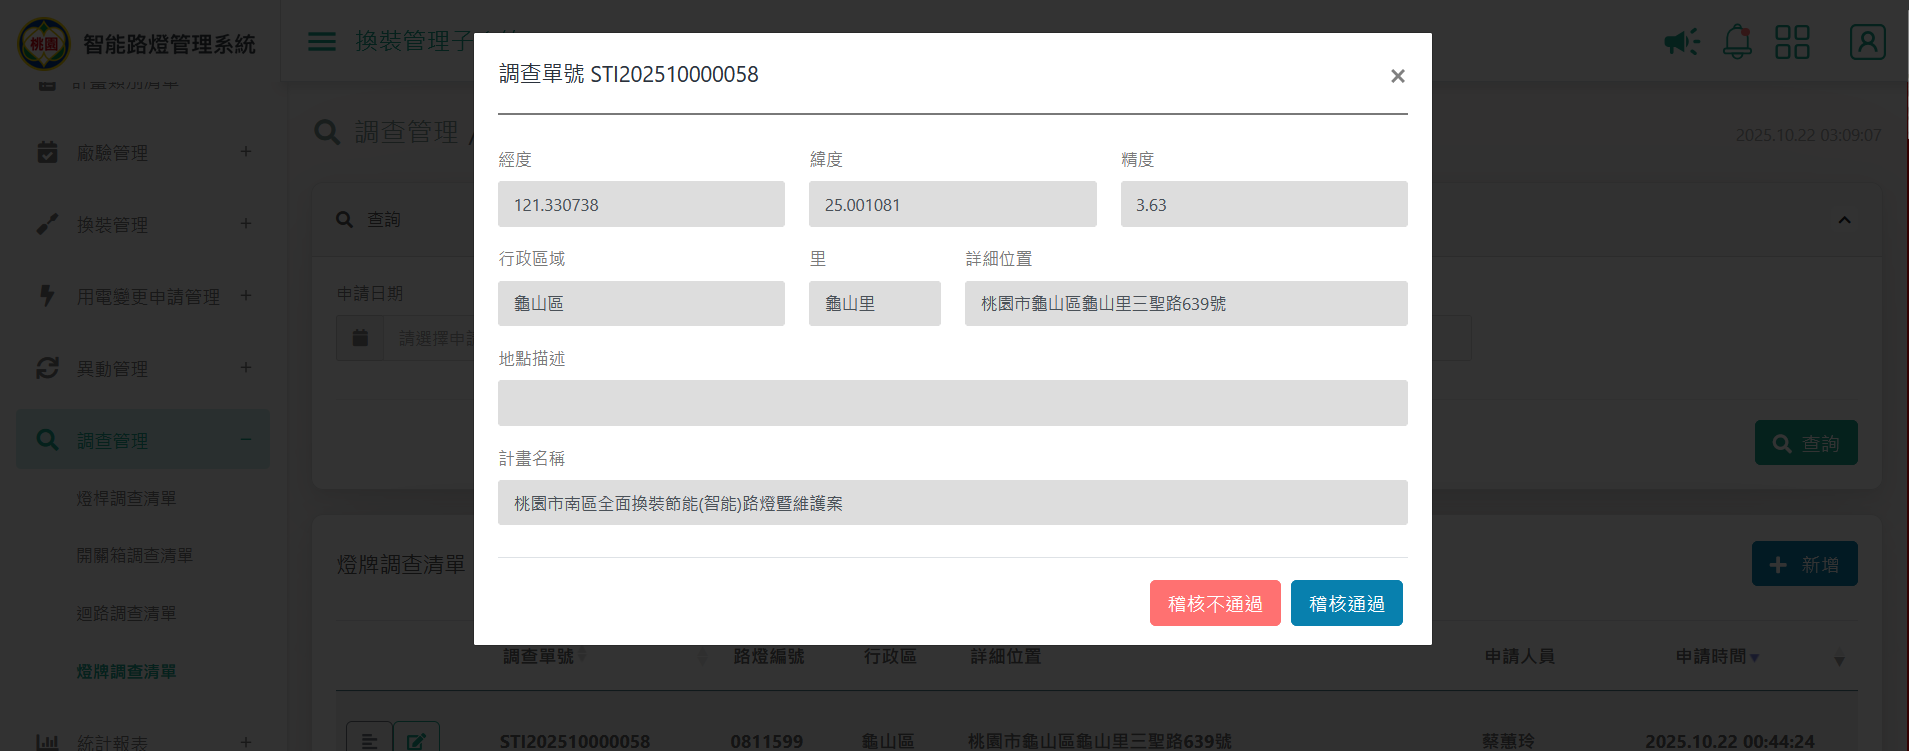 桃園
智能路燈管理系統
換裝管理子
計畫類別清單
廠驗管理
換裝管理
用電變更申請管理
異動管理
調查管理
燈桿調查清單
開關箱調查清單
迴路調查清單
燈牌調查清單
統計報表
調查管理 /
2025.10.22 03:09:07
查詢
申請日期
請選擇申
查詢
燈牌調查清單
新增
調查單號 STI202510000058
×
經度
緯度
精度
121.330738
25.001081
3.63
行政區域
里
詳細位置
龜山區
龜山里
桃園市龜山區龜山里三聖路639號
地點描述
計畫名稱
桃園市南區全面換裝節能(智能)路燈暨維護案
稽核不通過
稽核通過
調查單號
路燈編號
行政區
詳細位置
申請人員
申請時間
STI202510000058
0811599
龜山區
桃園市龜山區龜山里三聖路639號
蔡蕙玲
2025.10.22 00:44:24